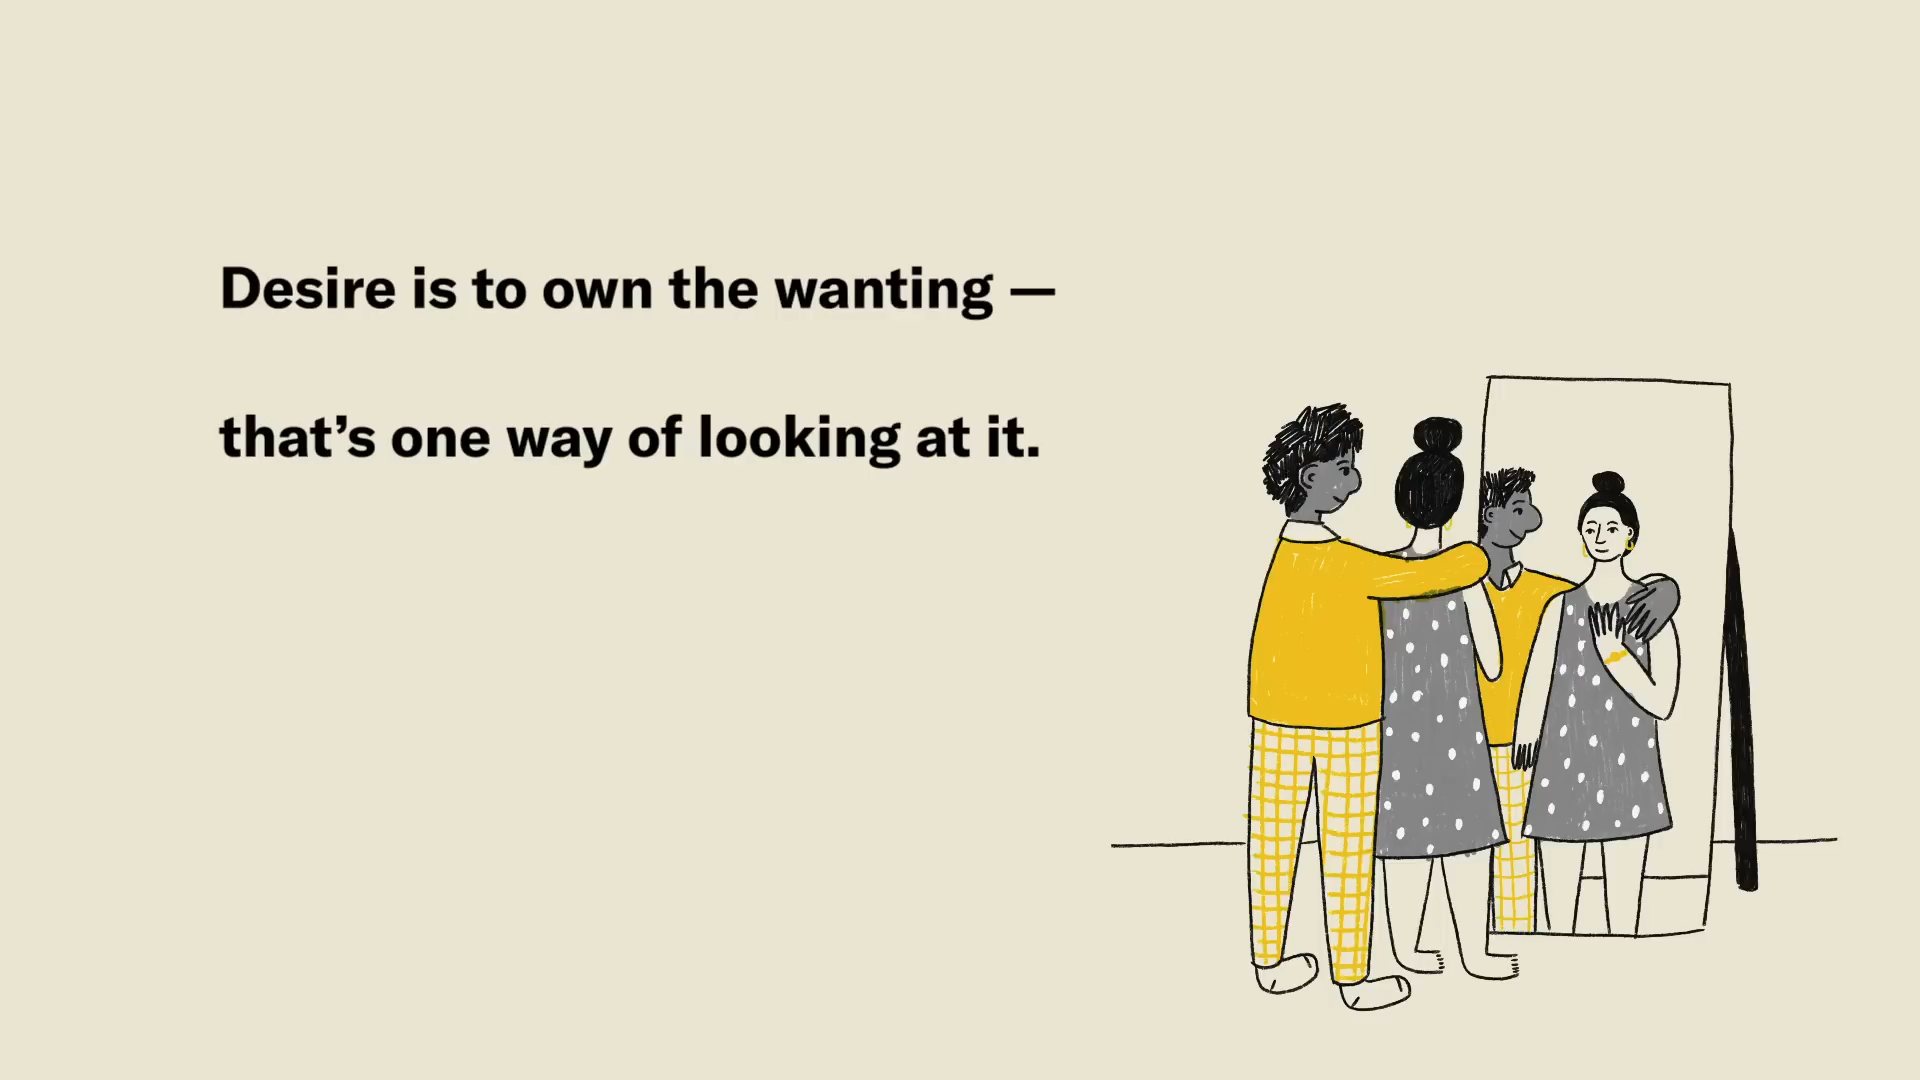 Desire is to own the wanting —
that’s one way of looking at it.